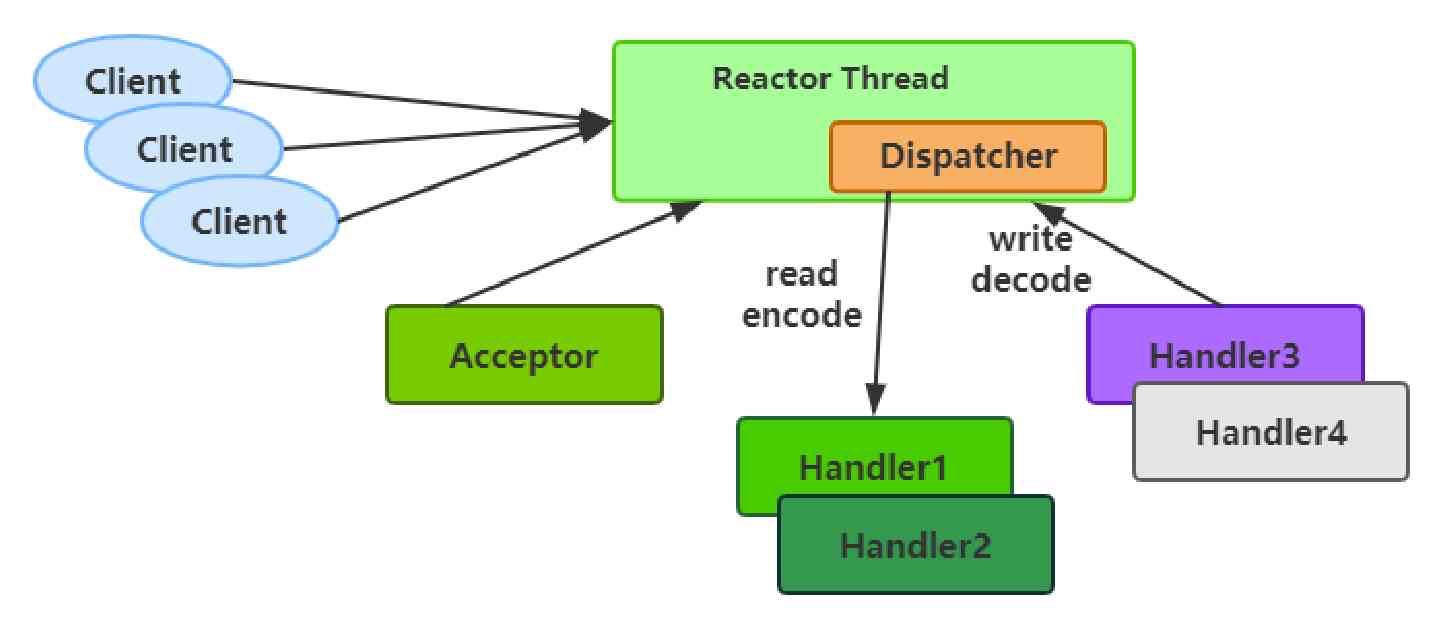 Client
Client
Client
Reactor Thread
Dispatcher
Acceptor
read
encode
write
decode
Handler1
Handler2
Handler3
Handler4